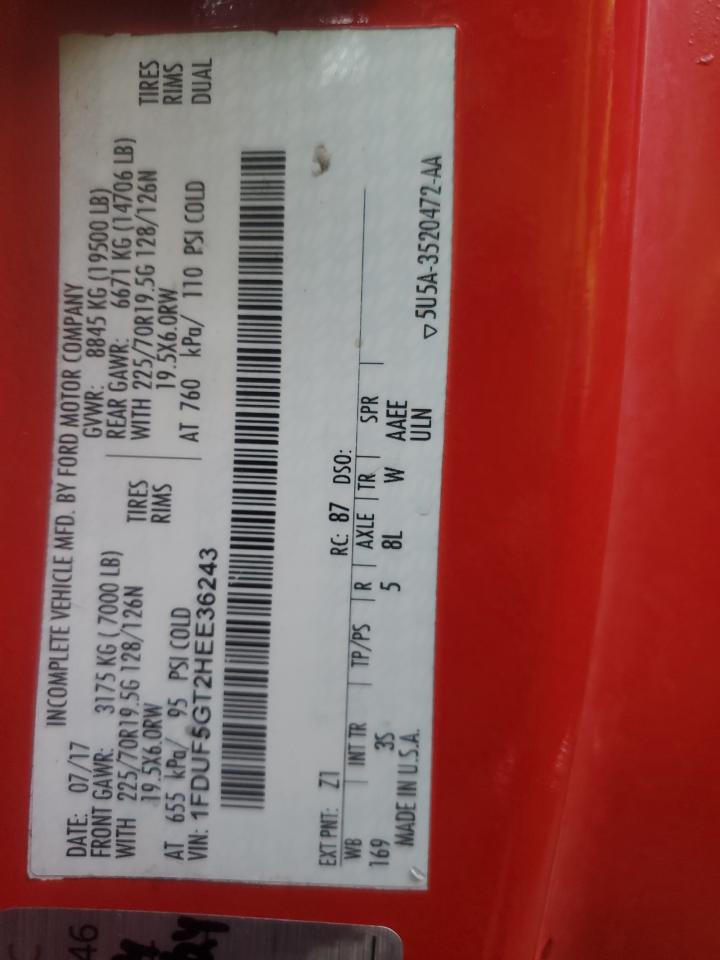 INCOMPLETE VEHICLE MFD. BY FORD MOTOR COMPANY
DATE: 07/17 GVWR: 8845 KG (19500 LB)
FRONT GAWR: 3175 KG ( 7000 LB) REAR GAWR: 6671 KG (14706 LB)
WITH 225/70R19.5G 128/126N TIRES WITH 225/70R19.5G 128/126N TIRES
19.5X6.0RW RIMS 19.5X6.0RW RIMS
AT 655 kPa/ 95 PSI COLD AT 760 kPa/ 110 PSI COLD DUAL
VIN: 1FDUF5GT2HEE36243
EXT PNT: Z1 RC: 87 DSO:
WB INT TR TP/PS R AXLE TR SPR
169 3S 5 8L W AAEE
MADE IN U.S.A. ULN
▽5U5A-3520472-AA
46